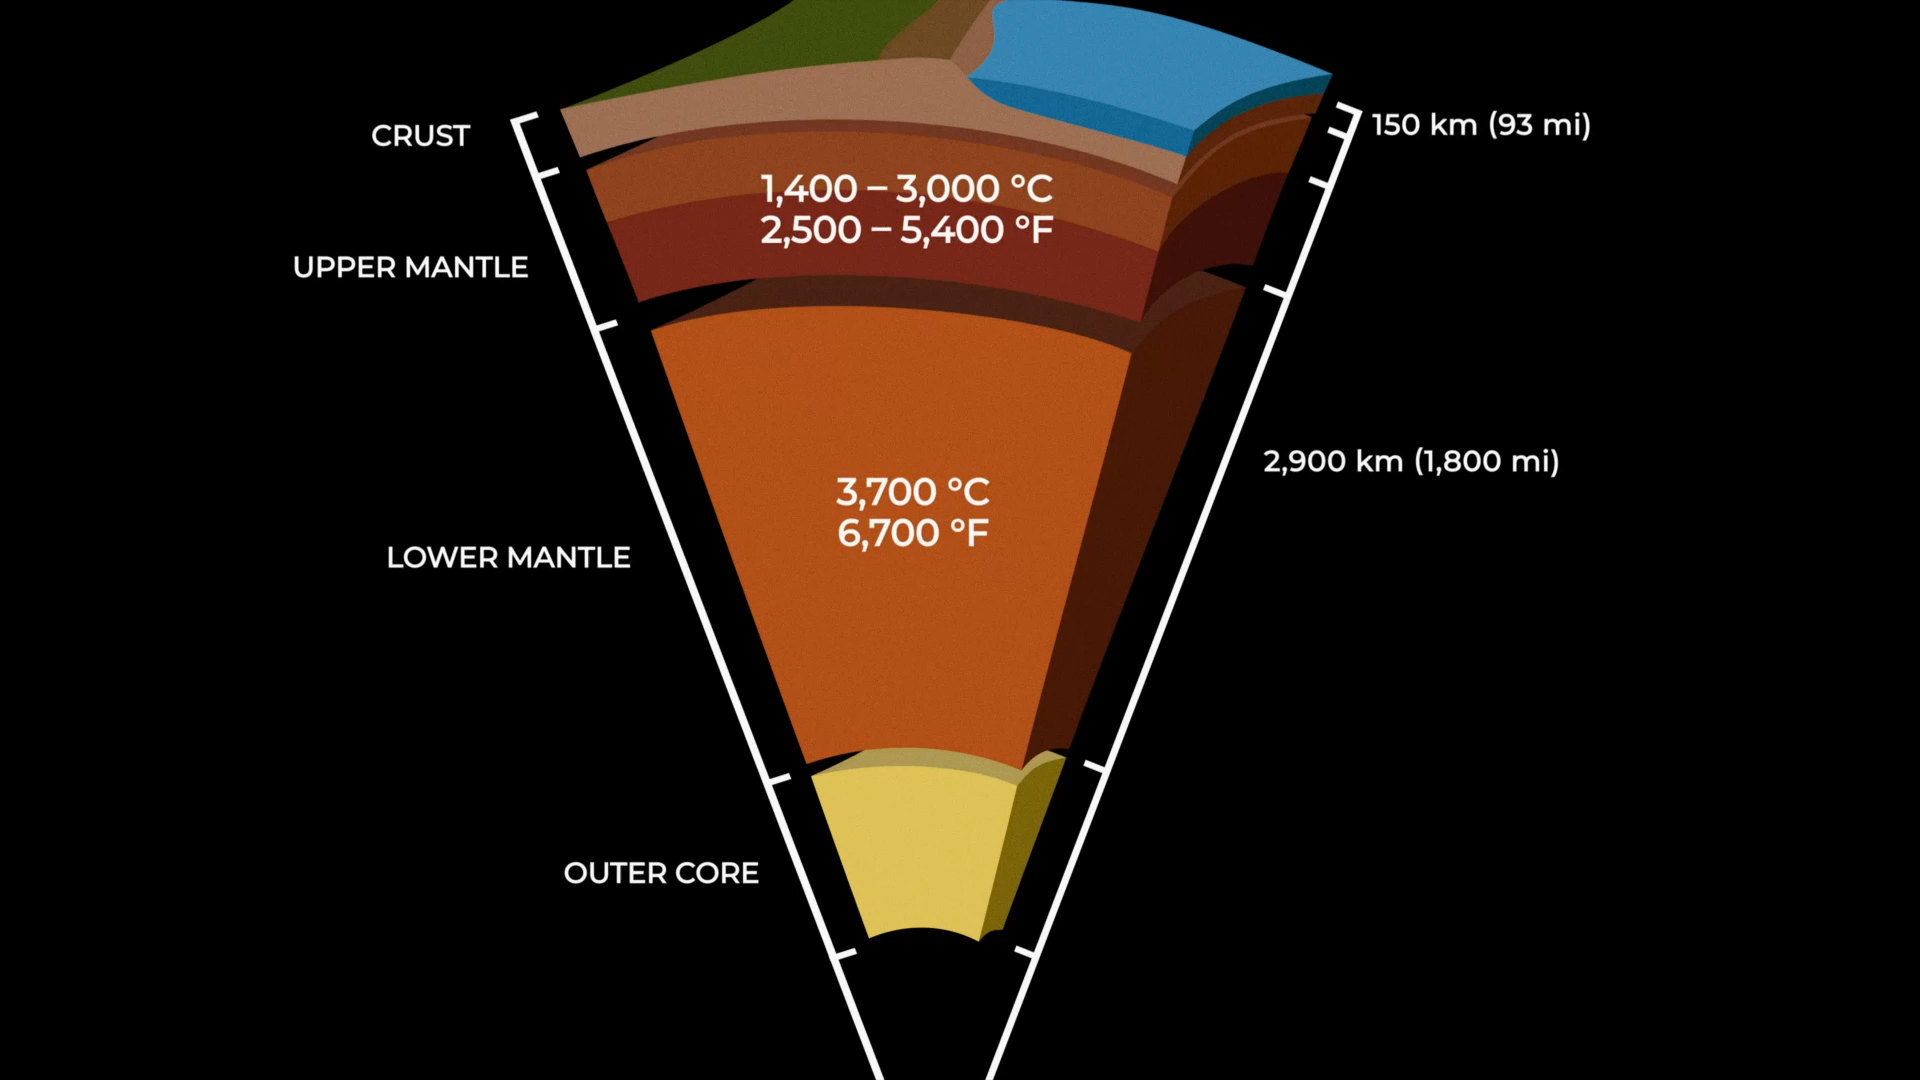 CRUST
150 km (93 mi)
1,400 – 3,000 °C
2,500 – 5,400 °F
UPPER MANTLE
2,900 km (1,800 mi)
3,700 °C
6,700 °F
LOWER MANTLE
OUTER CORE